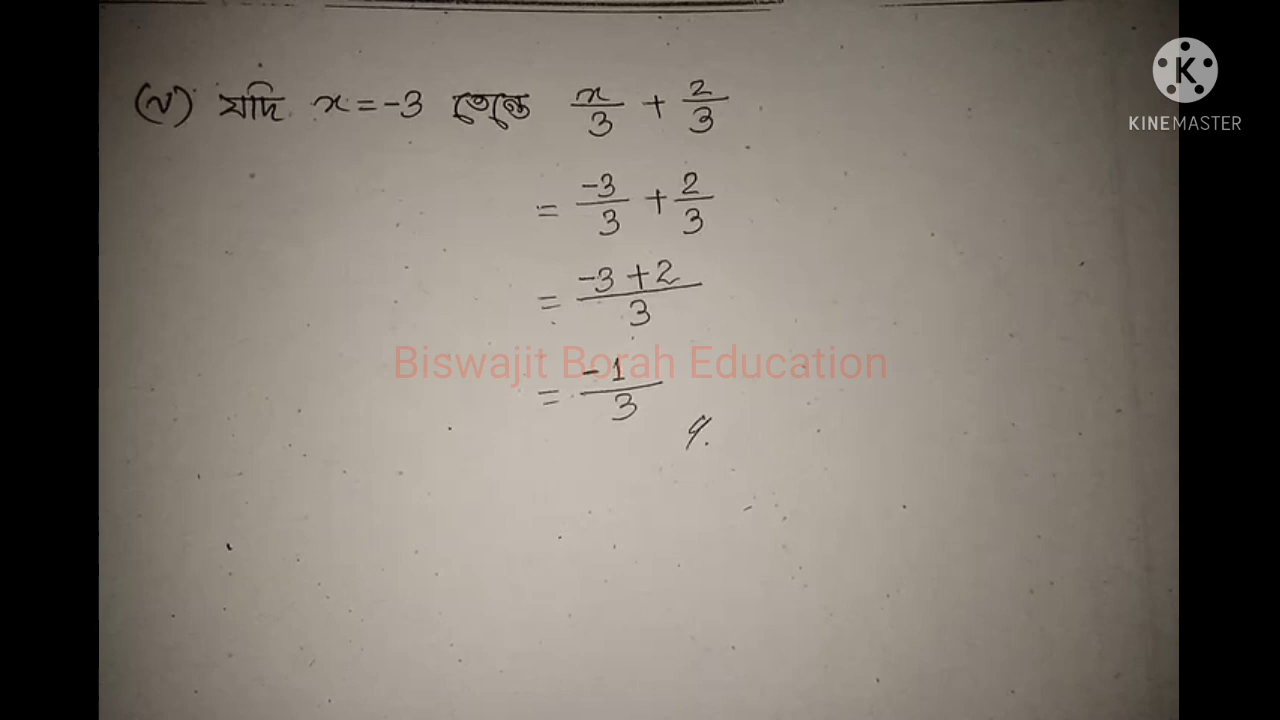 (v) যদি x = -3 তেন্তে x/3 + 2/3
= -3/3 + 2/3
= (-3 + 2)/3
= -1/3
Biswajit Borah Education
K
KINEMASTER